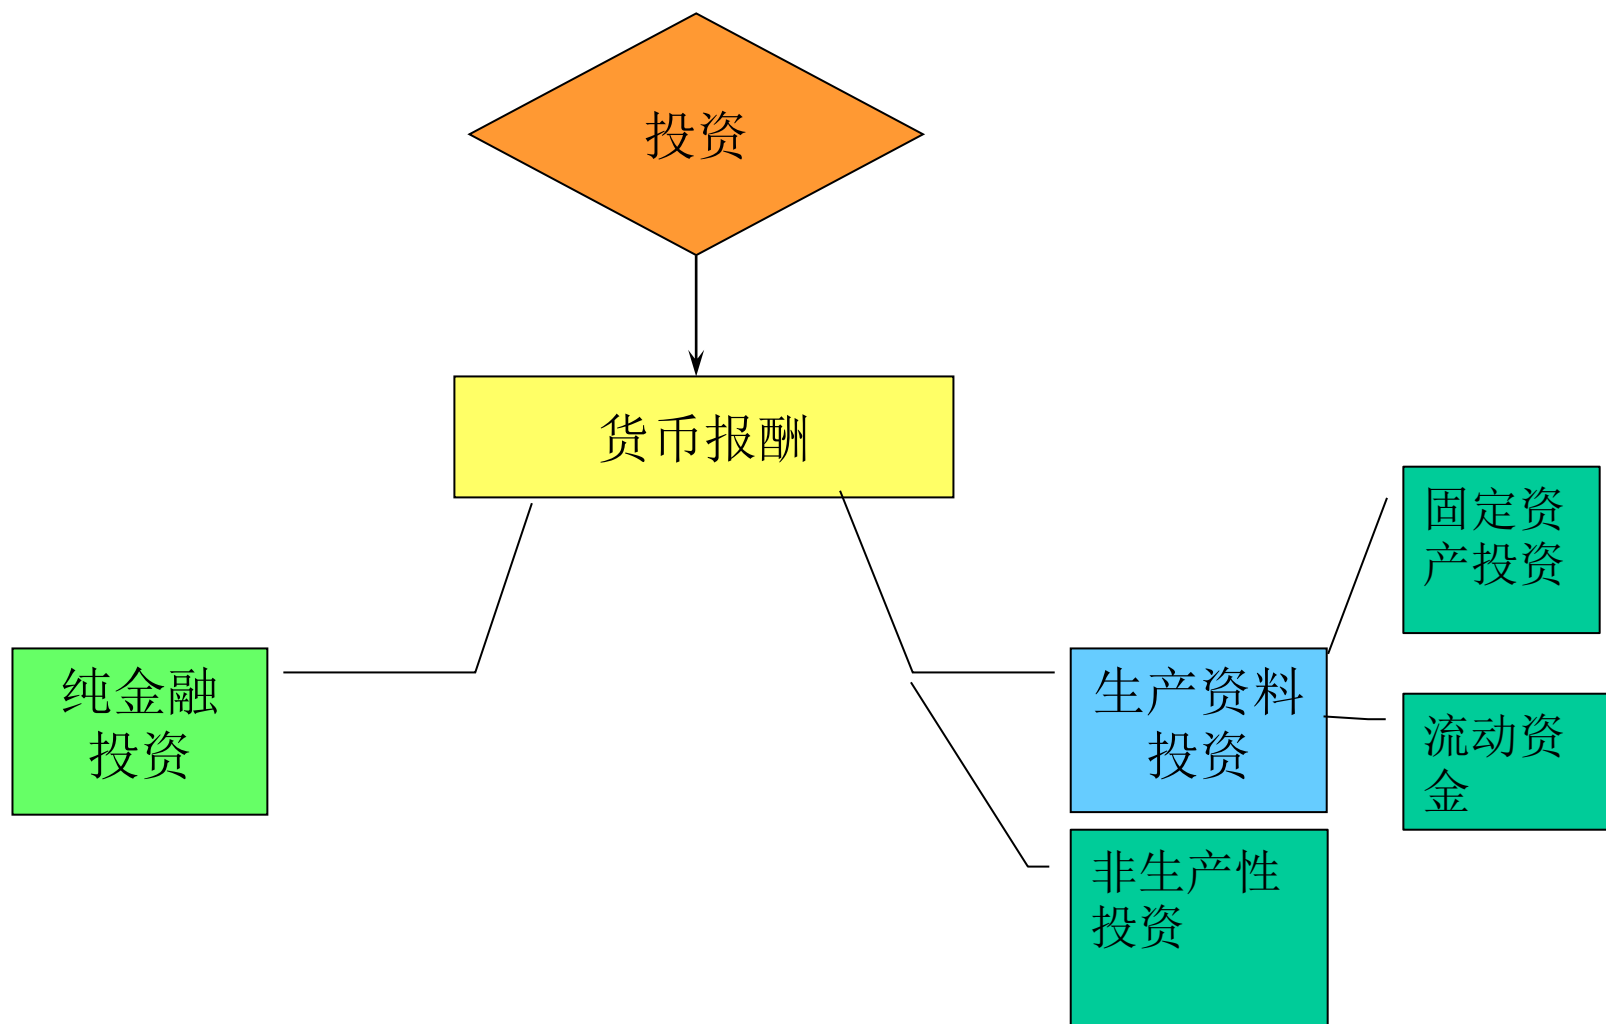 投资
货币报酬
固定资
产投资
纯金融
投资
生产资料
投资
流动资
金
非生产性
投资